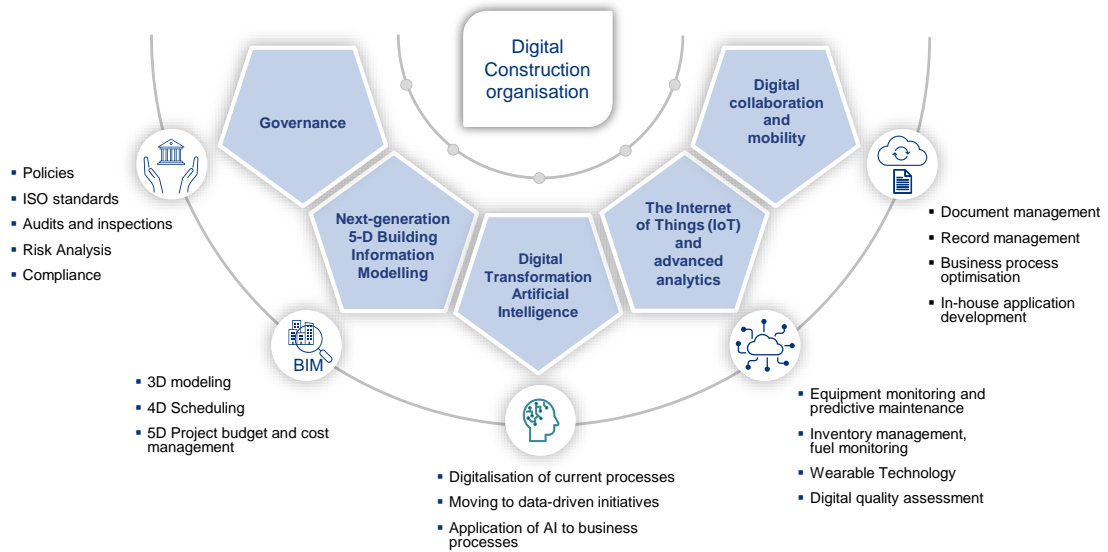 Digital
Construction
organisation
Governance
Next-generation
5-D Building
Information
Modelling
Digital
Transformation
Artificial
Intelligence
The Internet
of Things (IoT)
and
advanced
analytics
Digital
collaboration
and
mobility
▪ Policies
▪ ISO standards
▪ Audits and inspections
▪ Risk Analysis
▪ Compliance
BIM
▪ 3D modeling
▪ 4D Scheduling
▪ 5D Project budget and cost
management
▪ Digitalisation of current processes
▪ Moving to data-driven initiatives
▪ Application of AI to business
processes
▪ Equipment monitoring and
predictive maintenance
▪ Inventory management,
fuel monitoring
▪ Wearable Technology
▪ Digital quality assessment
▪ Document management
▪ Record management
▪ Business process
optimisation
▪ In-house application
development